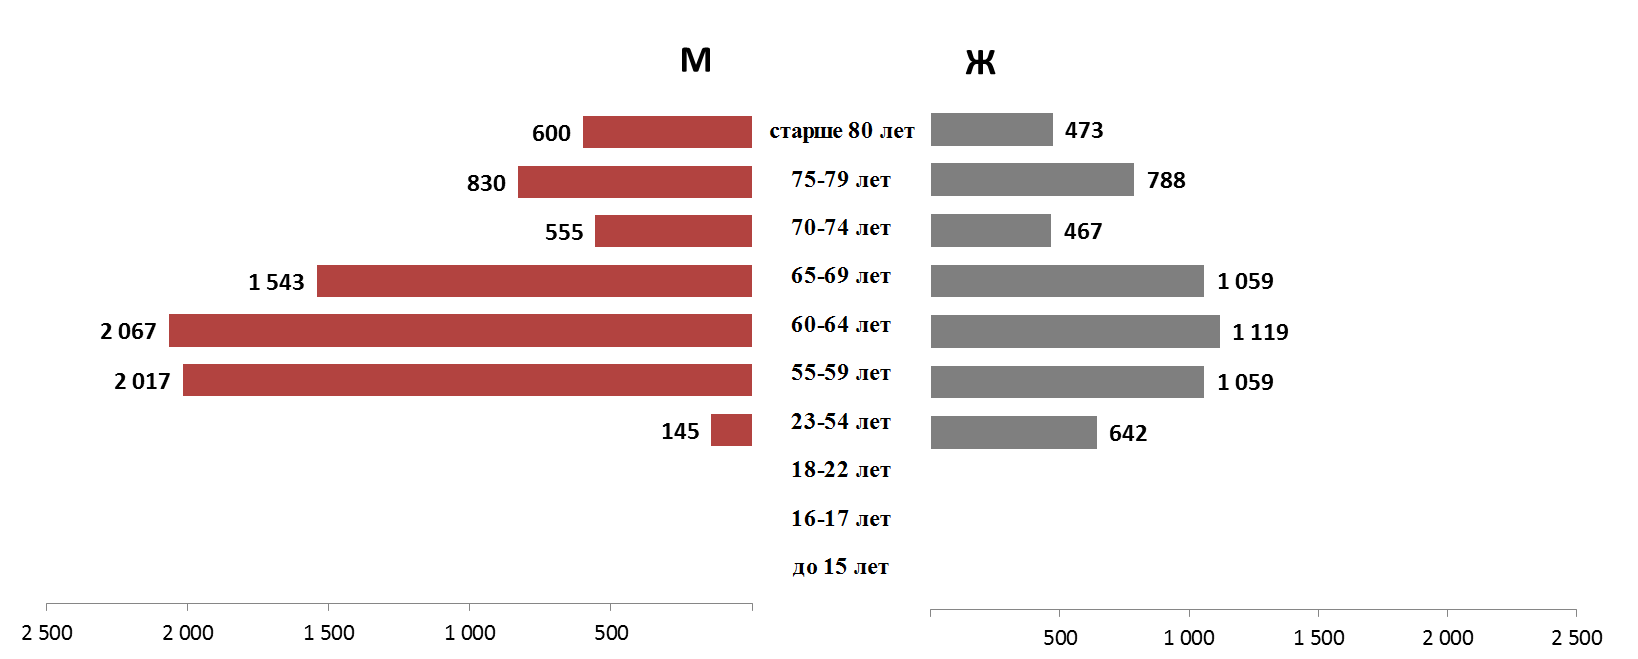 М Ж
600 старше 80 лет 473
830 75-79 лет 788
555 70-74 лет 467
1 543 65-69 лет 1 059
2 067 60-64 лет 1 119
2 017 55-59 лет 1 059
145 23-54 лет 642
18-22 лет
16-17 лет
до 15 лет
2 500 2 000 1 500 1 000 500 500 1 000 1 500 2 000 2 500